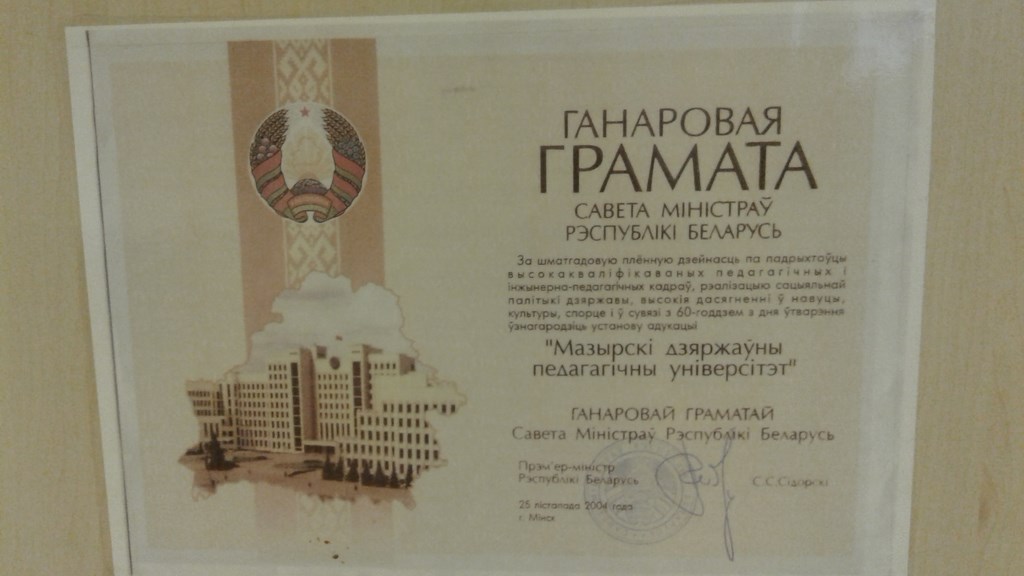 ГАНАРОВАЯ
ГРАМАТА
САВЕТА МІНІСТРАЎ
РЭСПУБЛІКІ БЕЛАРУСЬ
За шматгадовую плённую дзейнасць па падрыхтоўцы
высокакваліфікаваных педагагічных і
інжынерна-педагагічных кадраў, рэалізацыю сацыяльнай
палітыкі дзяржавы, высокія дасягненні ў навуцы,
культуры, спорце і ў сувязі з 60-годдзем з дня ўтварэння
ўзнагародзіць установу адукацыі
"Мазырскі дзяржаўны
педагагічны універсітэт"
ГАНАРОВАЙ ГРАМАТАЙ
Савета Міністраў Рэспублікі Беларусь
Прэм'ер-міністр
Рэспублікі Беларусь
С.С.Сідорскі
25 лістапада 2004 года
г. Мінск